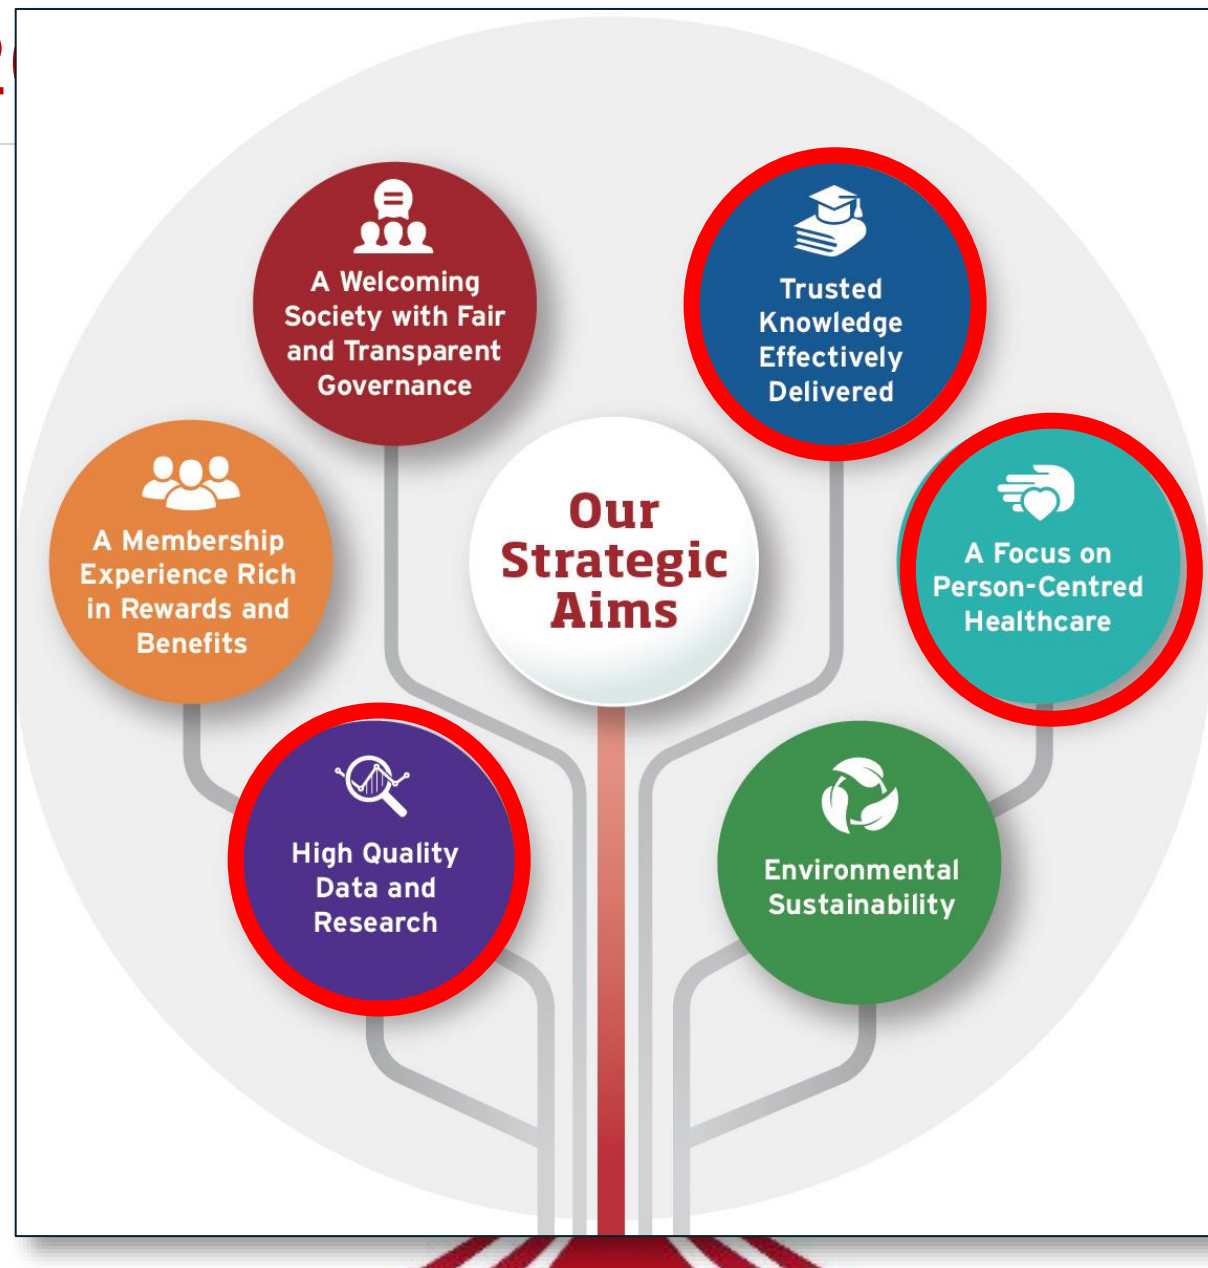 A Welcoming
Society with Fair
and Transparent
Governance
Trusted
Knowledge
Effectively
Delivered
A Membership
Experience Rich
in Rewards and
Benefits
Our
Strategic
Aims
A Focus on
Person-Centred
Healthcare
High Quality
Data and
Research
Environmental
Sustainability